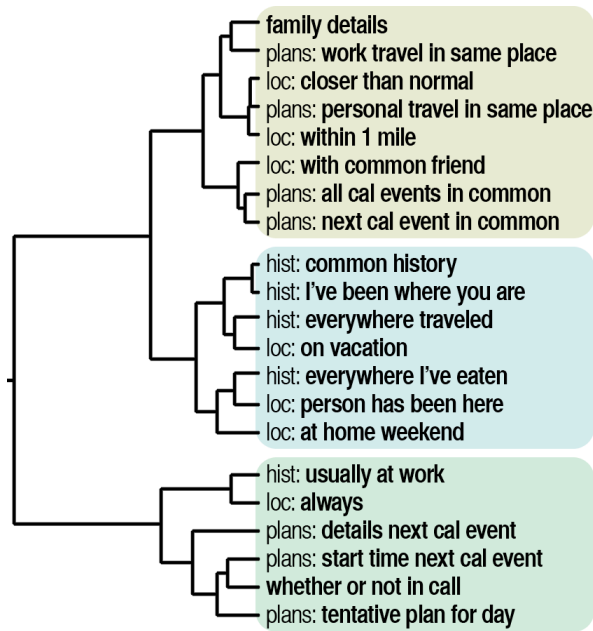 family details
plans: work travel in same place
loc: closer than normal
plans: personal travel in same place
loc: within 1 mile
loc: with common friend
plans: all cal events in common
plans: next cal event in common
hist: common history
hist: I've been where you are
hist: everywhere traveled
loc: on vacation
hist: everywhere I've eaten
loc: person has been here
loc: at home weekend
hist: usually at work
loc: always
plans: details next cal event
plans: start time next cal event
whether or not in call
plans: tentative plan for day